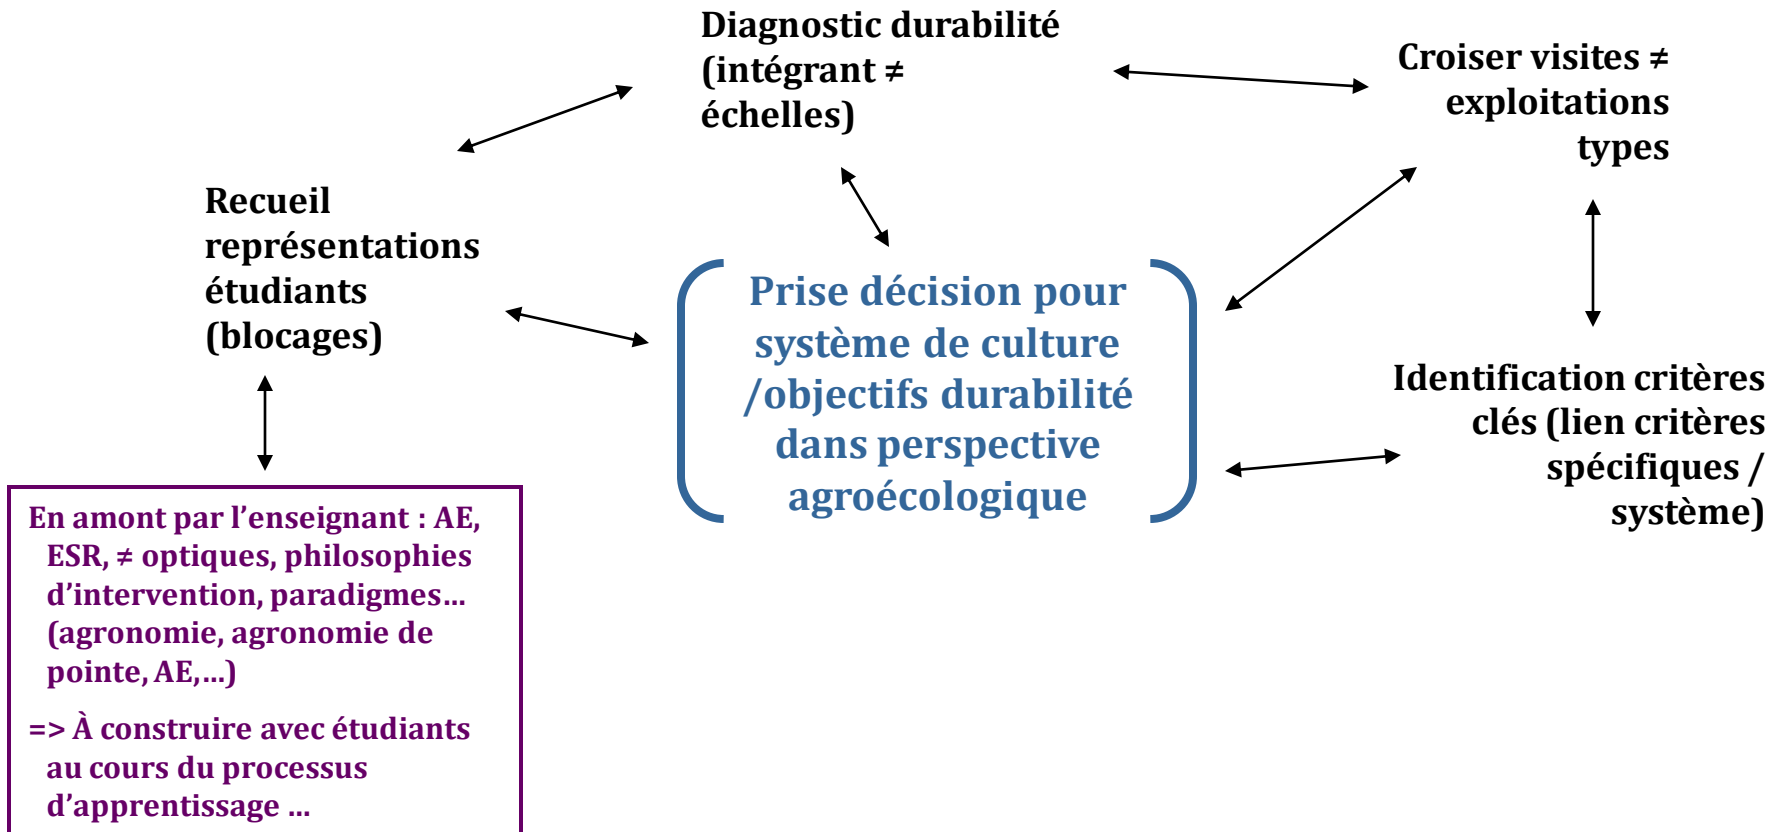 Diagnostic durabilité
(intégrant ≠
échelles)
Croiser visites ≠
exploitations
types
Recueil
représentations
étudiants
(blocages)
Prise décision pour
système de culture
/objectifs durabilité
dans perspective
agroécologique
Identification critères
clés (lien critères
spécifiques /
système)
En amont par l’enseignant : AE,
ESR, ≠ optiques, philosophies
d’intervention, paradigmes…
(agronomie, agronomie de
pointe, AE,…)
=> À construire avec étudiants
au cours du processus
d’apprentissage …